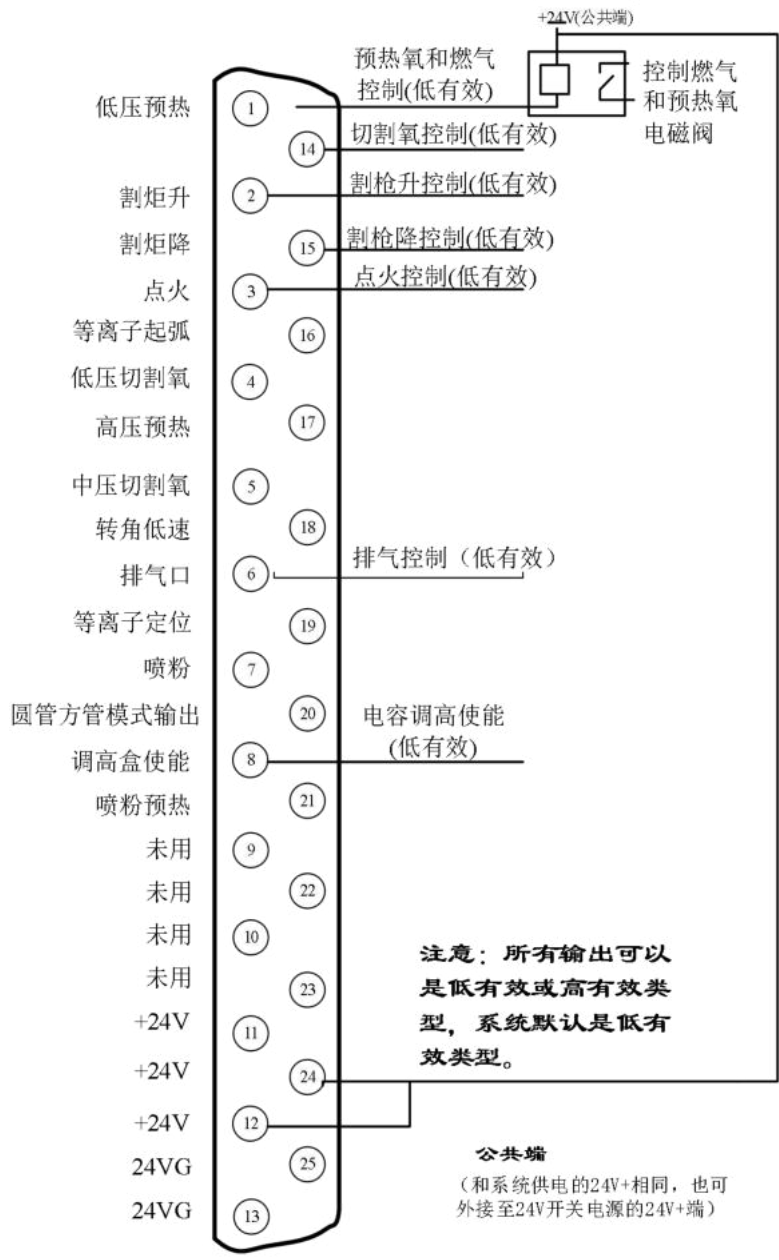 +24V(公共端)
预热氧和燃气
控制(低有效)
控制燃气
和预热氧
电磁阀
低压预热
1
14
切割氧控制(低有效)
割炬升
2
割枪升控制(低有效)
割炬降
15
割枪降控制(低有效)
点火
3
点火控制(低有效)
等离子起弧
16
低压切割氧
4
高压预热
17
中压切割氧
5
转角低速
18
排气口
6
排气控制（低有效）
等离子定位
19
喷粉
7
圆管方管模式输出
20
电容调高使能
(低有效)
调高盒使能
8
喷粉预热
21
未用
9
未用
22
未用
10
未用
23
注意：所有输出可以
是低有效或高有效类
型，系统默认是低有
效类型。
+24V
11
+24V
24
+24V
12
24VG
25
24VG
13
公共端
（和系统供电的24V+相同，也可
外接至24V开关电源的24V+端）